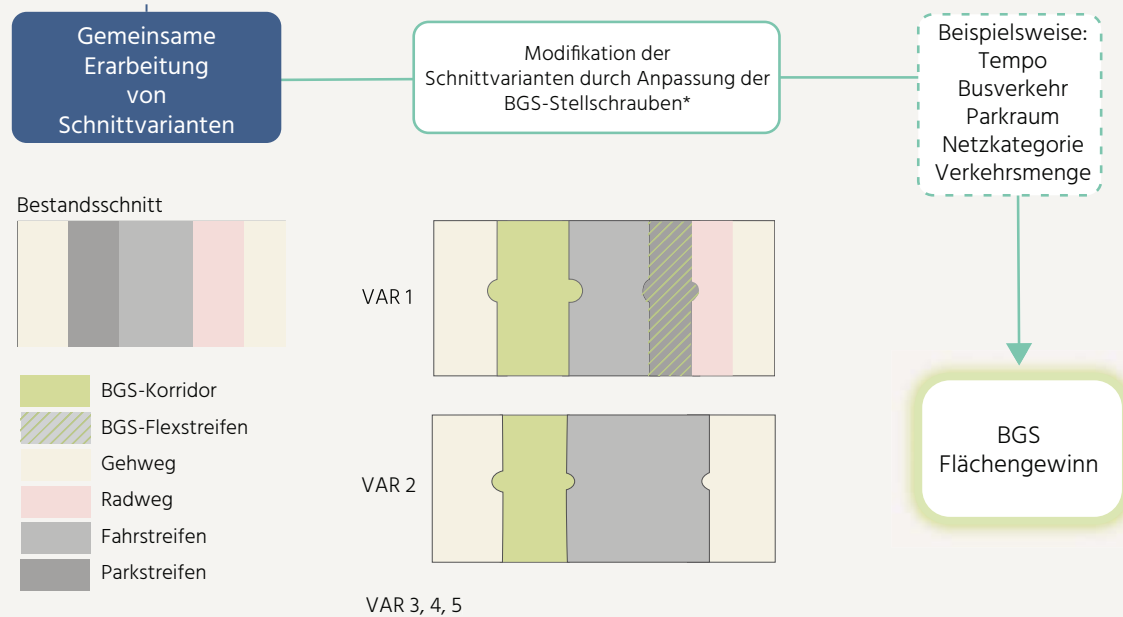 Gemeinsame
Erarbeitung
von
Schnittvarianten
Modifikation der
Schnittvarianten durch Anpassung der
BGS-Stellschrauben*
Beispielsweise:
Tempo
Busverkehr
Parkraum
Netzkategorie
Verkehrsmenge
Bestandsschnitt
BGS-Korridor
BGS-Flexstreifen
Gehweg
Radweg
Fahrstreifen
Parkstreifen
VAR 1
VAR 2
VAR 3, 4, 5
BGS
Flächengewinn